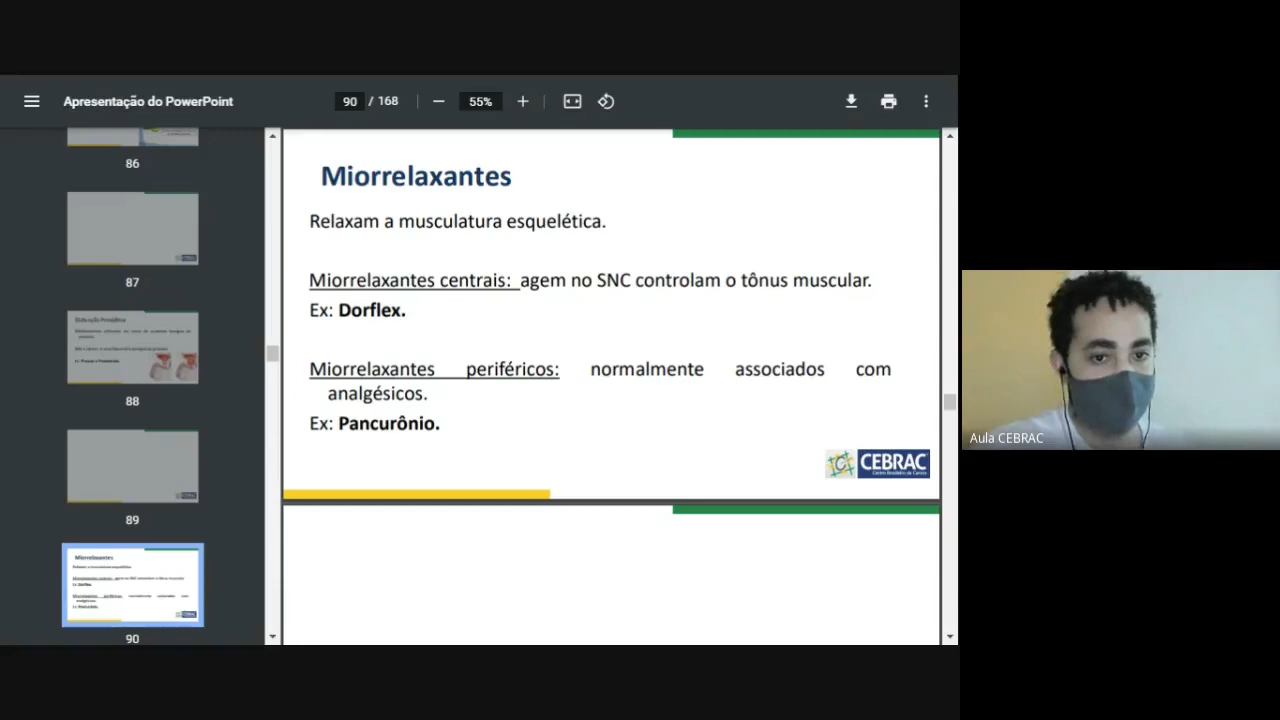 Apresentação do PowerPoint
90 / 168
55%
86
87
88
89
Miorrelaxantes
90
Miorrelaxantes
Relaxam a musculatura esquelética.
Miorrelaxantes centrais: agem no SNC controlam o tônus muscular.
Ex: Dorflex.
Miorrelaxantes periféricos: normalmente associados com
analgésicos.
Ex: Pancurônio.
CEBRAC
Aula CEBRAC